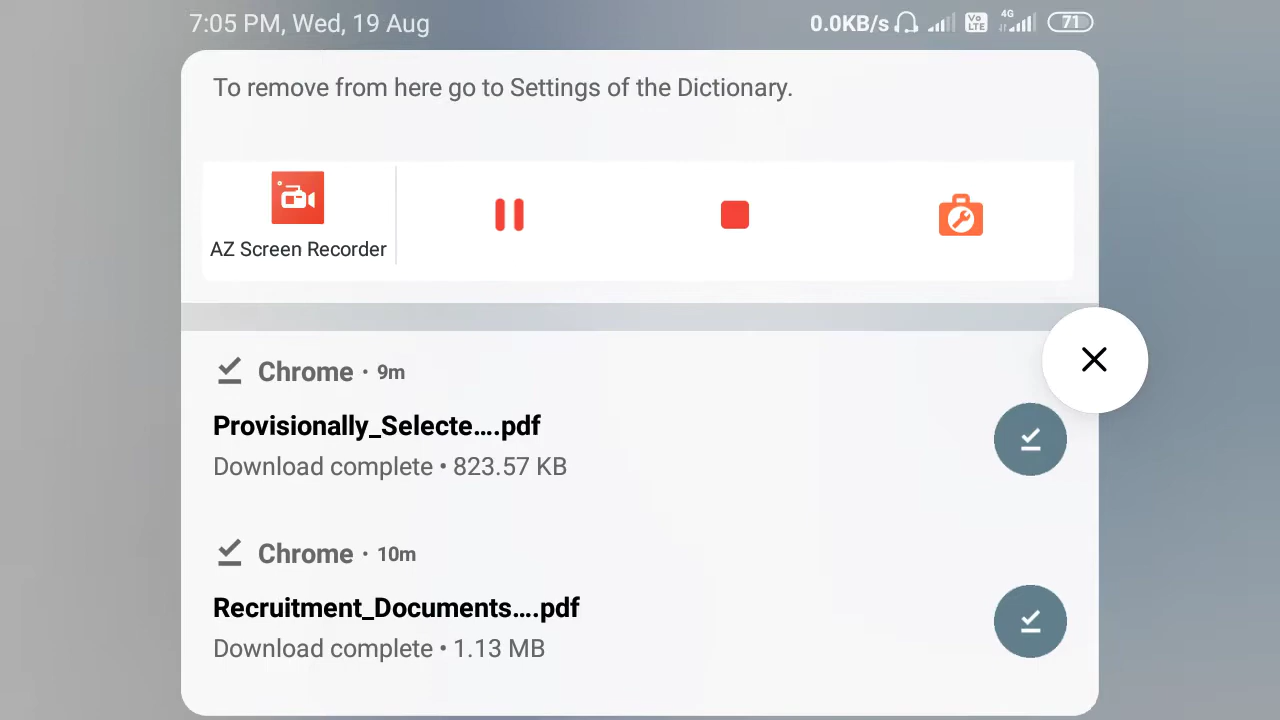 7:05 PM, Wed, 19 Aug 0.0KB/s Vo LTE 4G 71
To remove from here go to Settings of the Dictionary.
AZ Screen Recorder
Chrome · 9m
Provisionally_Selecte....pdf
Download complete • 823.57 KB
Chrome · 10m
Recruitment_Documents....pdf
Download complete • 1.13 MB